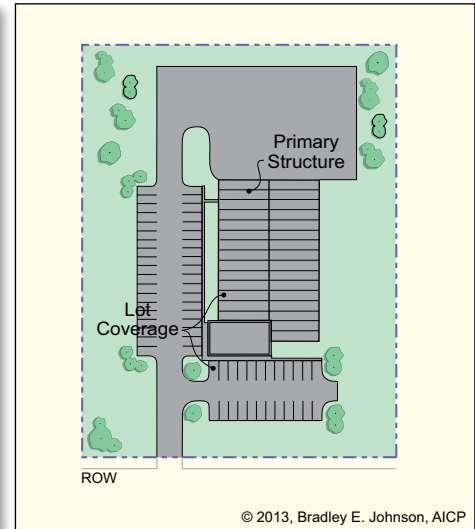 Primary
Structure
Lot
Coverage
ROW
© 2013, Bradley E. Johnson, AICP